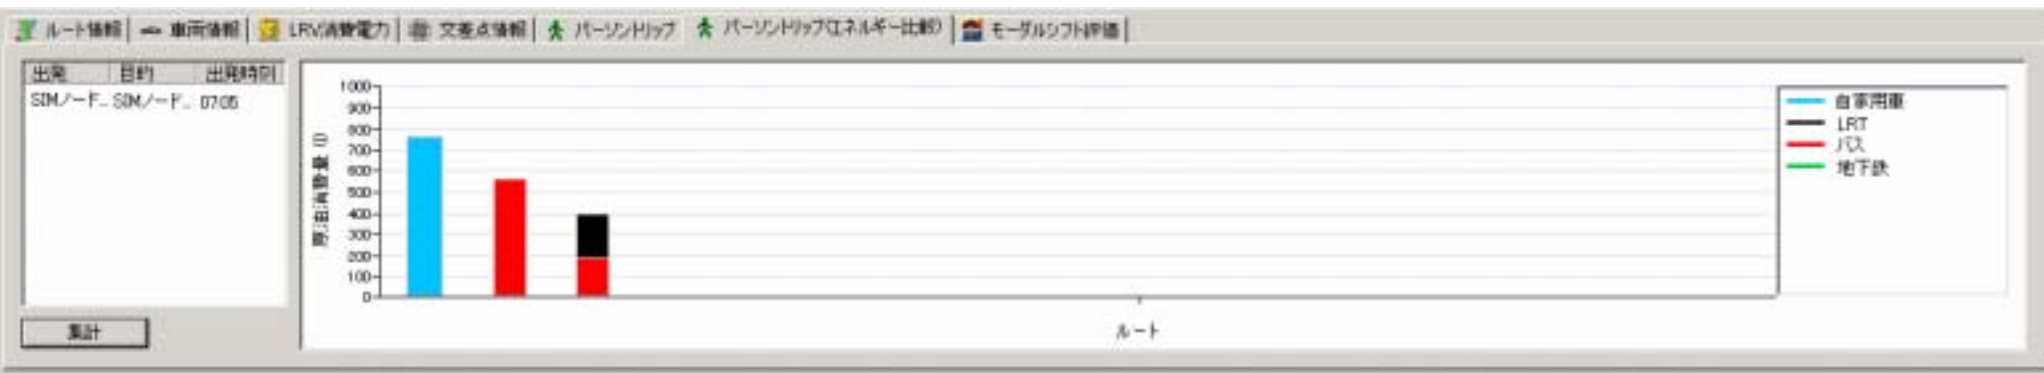 ルート情報 車両情報 LRV消費電力 交差点情報 パーソントリップ パーソントリップ(エネルギー比較) モーダルシフト評価
出発 目的 出発時刻
SIMノード... SIMノード... 07:05
集計
原油消費量 (l)
1000
900
800
700
600
500
400
300
200
100
0
ルート
自家用車
LRT
バス
地下鉄